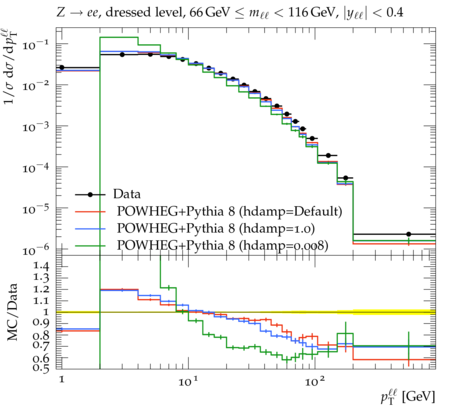 Z → ee, dressed level, 66 GeV ≤ mℓℓ < 116 GeV, |yℓℓ| < 0.4
1/σ dσ/dpTℓℓ
10⁻¹
10⁻²
10⁻³
10⁻⁴
10⁻⁵
10⁻⁶
Data
POWHEG+Pythia 8 (hdamp=Default)
POWHEG+Pythia 8 (hdamp=1.0)
POWHEG+Pythia 8 (hdamp=0.008)
MC/Data
1.4
1.3
1.2
1.1
1
0.9
0.8
0.7
0.6
0.5
1
10¹
10²
pTℓℓ [GeV]